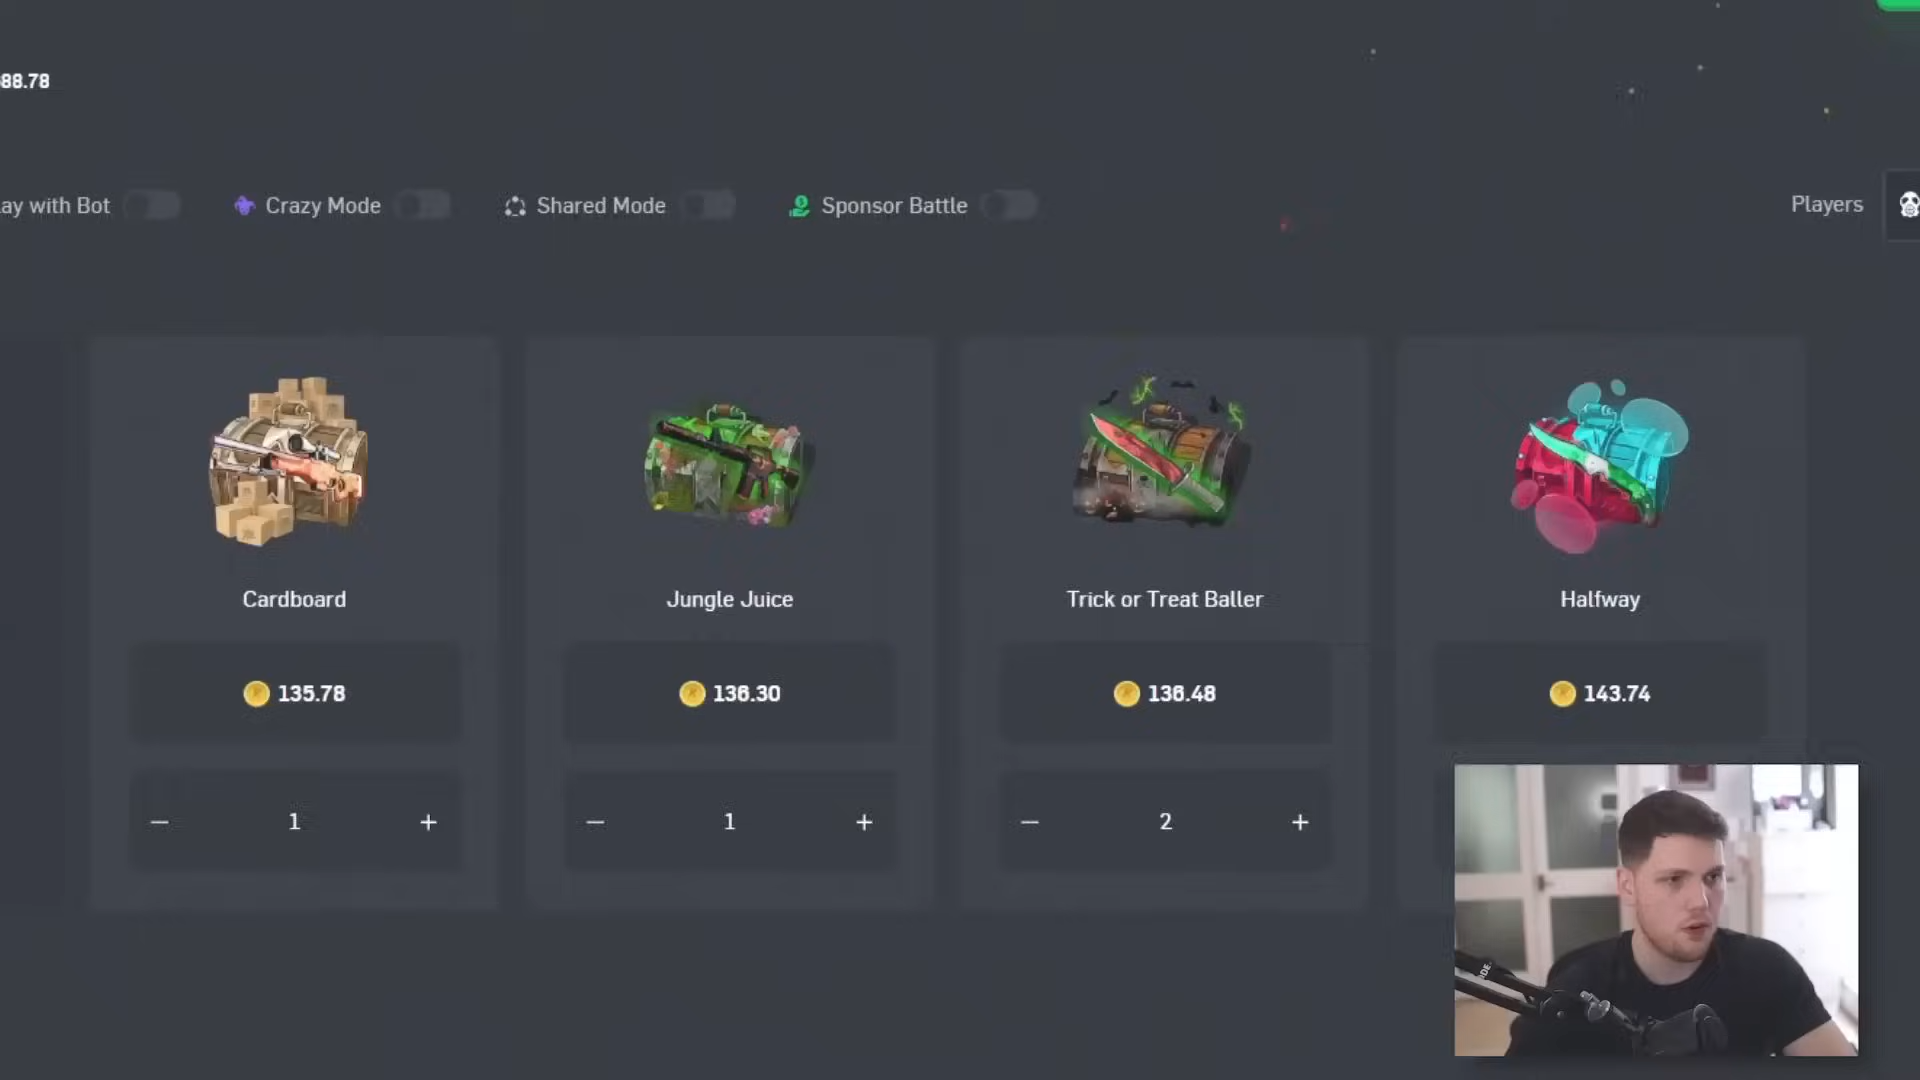 88.78
ay with Bot
Crazy Mode
Shared Mode
Sponsor Battle
Players
Cardboard
Jungle Juice
Trick or Treat Baller
Halfway
135.78
136.30
136.48
143.74
− 1 +
− 1 +
− 2 +